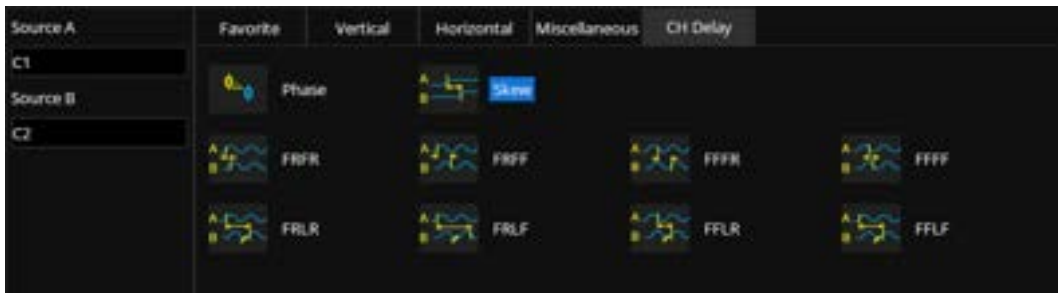 Source A
Favorite Vertical Horizontal Miscellaneous CH Delay
C1
Source B
C2
Phase A B Skew
A B FRFR A B FRFF A B FFFR A B FFFF
A B FRLR A B FRLF A B FFLR A B FFLF